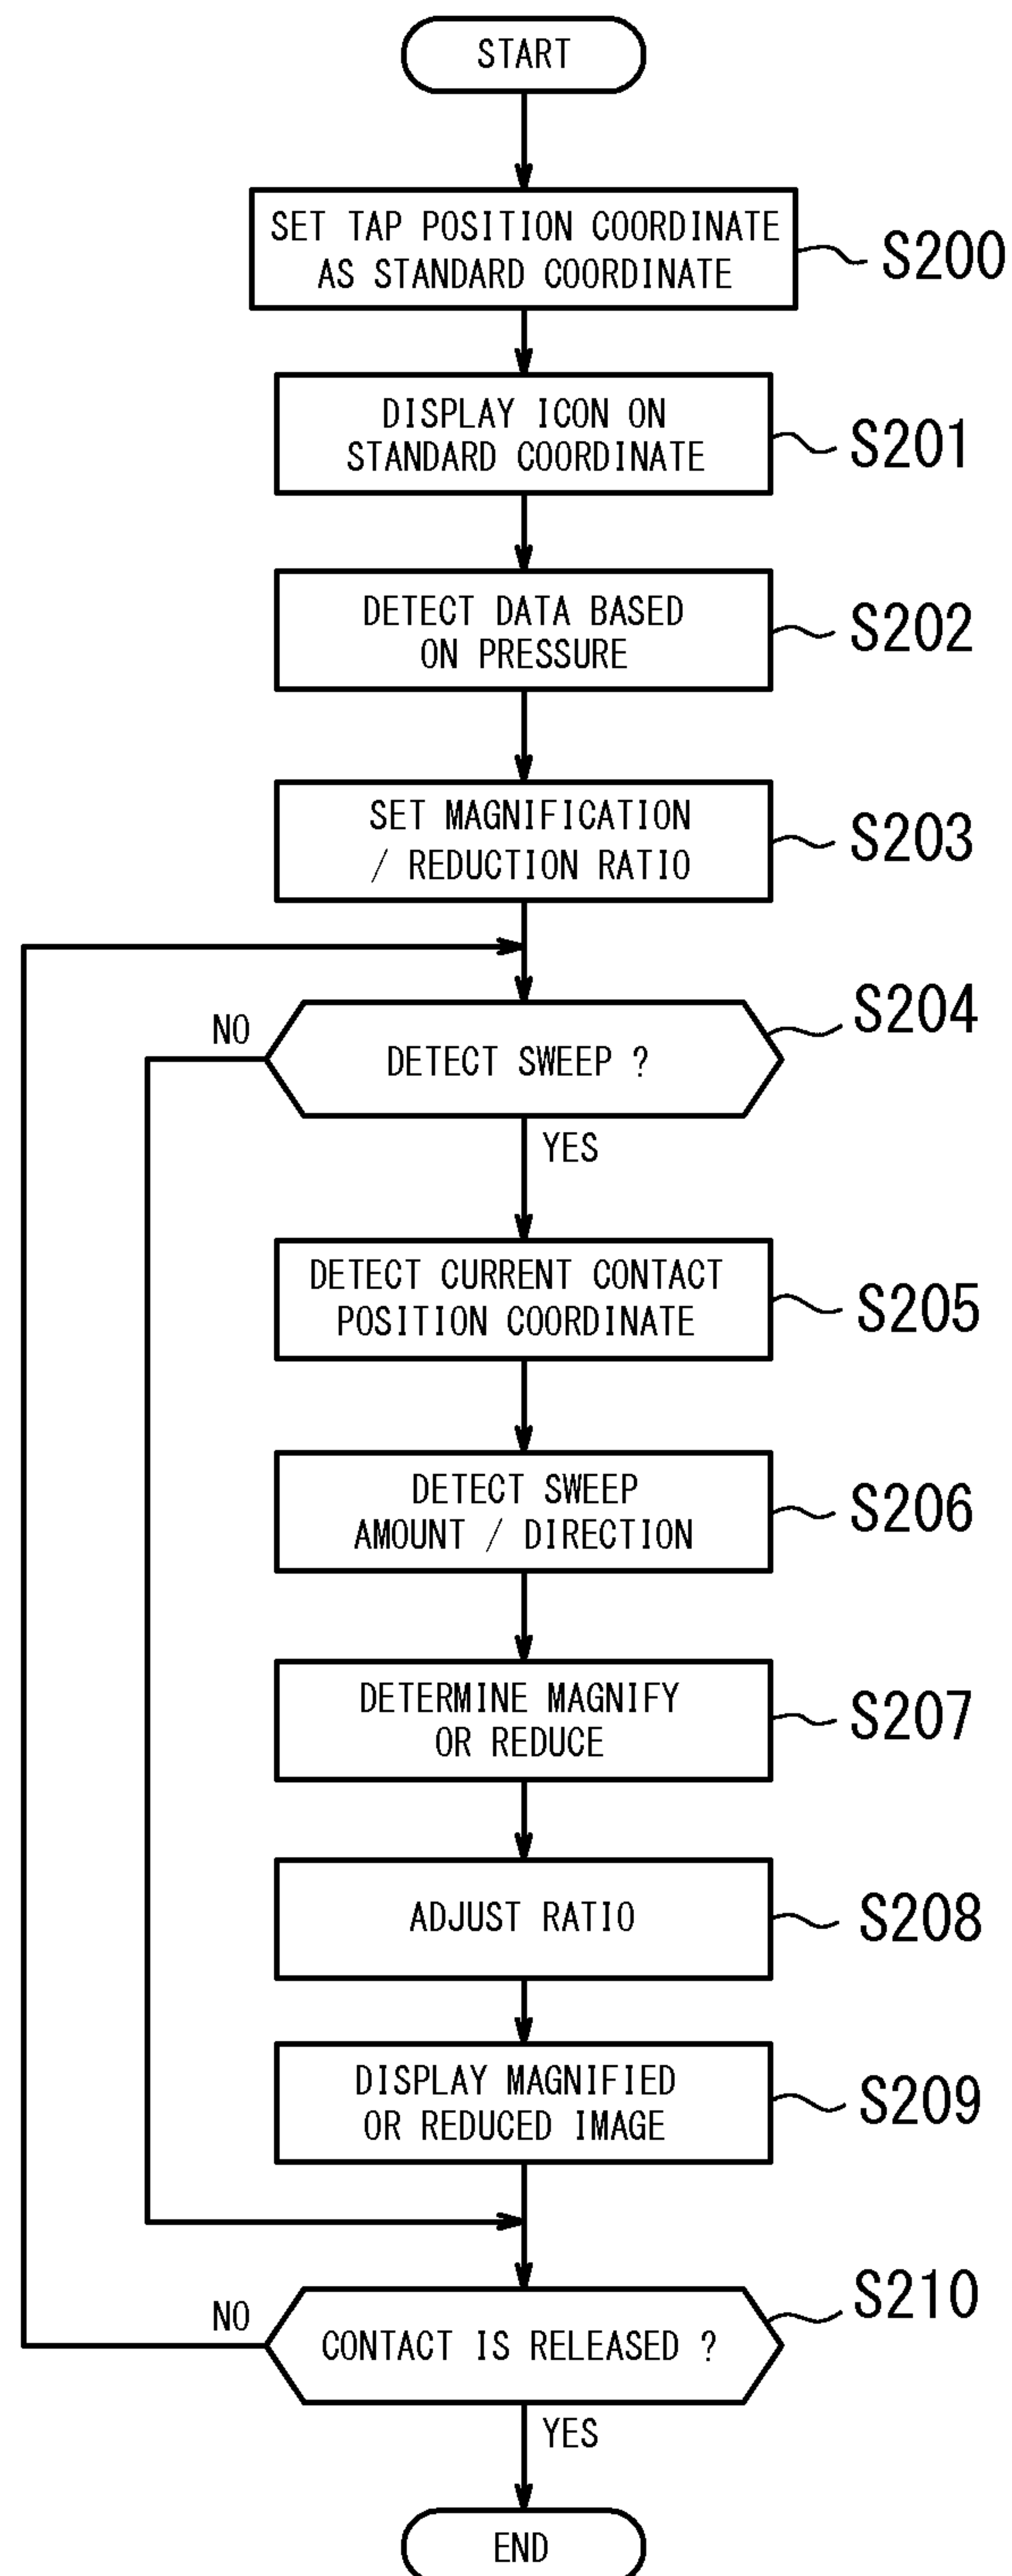 START
SET TAP POSITION COORDINATE
AS STANDARD COORDINATE
S200
DISPLAY ICON ON
STANDARD COORDINATE
S201
DETECT DATA BASED
ON PRESSURE
S202
SET MAGNIFICATION
/ REDUCTION RATIO
S203
DETECT SWEEP ?
S204
NO
YES
DETECT CURRENT CONTACT
POSITION COORDINATE
S205
DETECT SWEEP
AMOUNT / DIRECTION
S206
DETERMINE MAGNIFY
OR REDUCE
S207
ADJUST RATIO
S208
DISPLAY MAGNIFIED
OR REDUCED IMAGE
S209
CONTACT IS RELEASED ?
S210
NO
YES
END